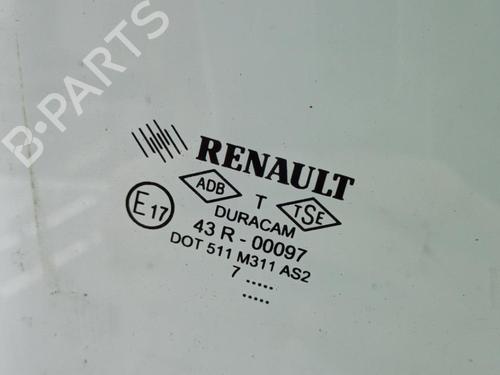 B-PARTS
RENAULT
ADB T TSE
DURACAM
E17
43 R - 00097
DOT 511 M311 AS2
7 .....
.....